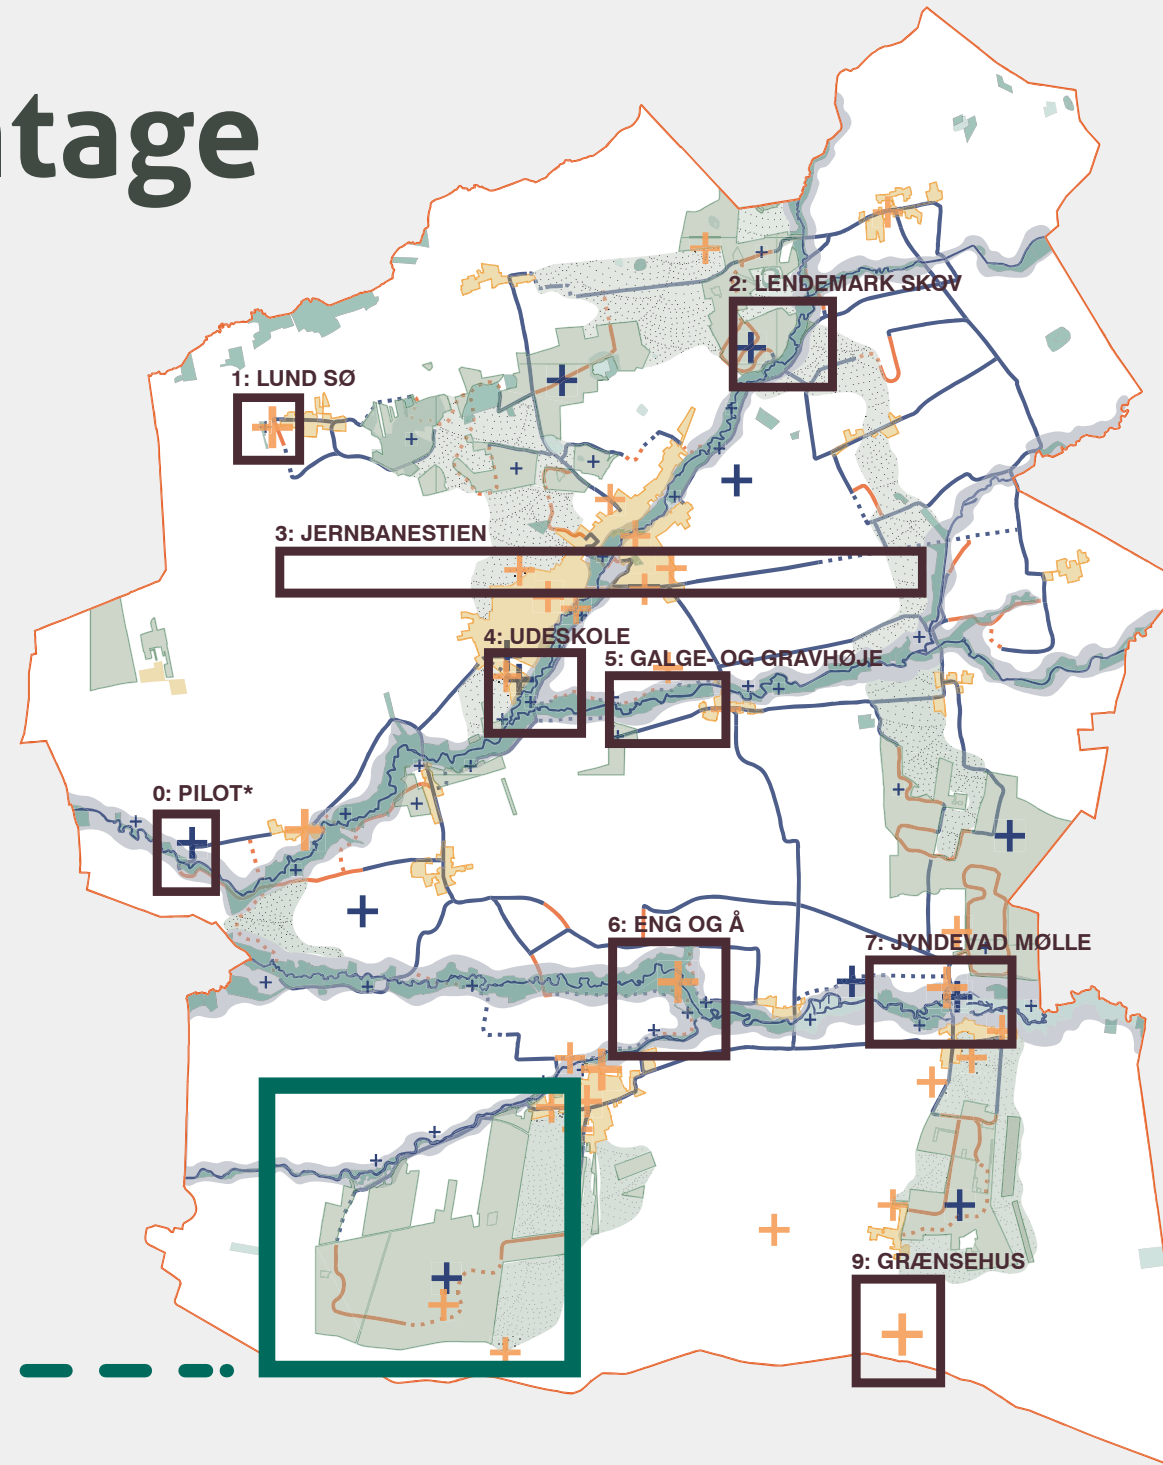 ntage
2: LENDEMARK SKOV
1: LUND SØ
3: JERNBANESTIEN
4: UDESKOLE
5: GALGE- OG GRAVHØJE
0: PILOT*
6: ENG OG Å
7: JYNDEVAD MØLLE
9: GRÆNSEHUS